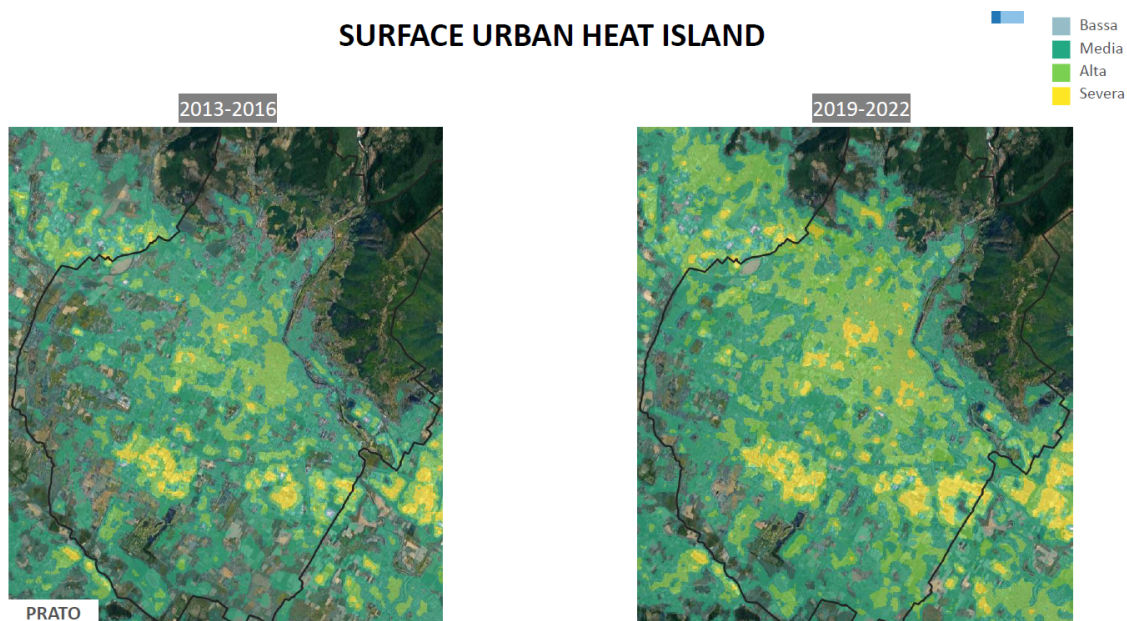 SURFACE URBAN HEAT ISLAND
Bassa
Media
Alta
Severa
2013-2016
2019-2022
PRATO